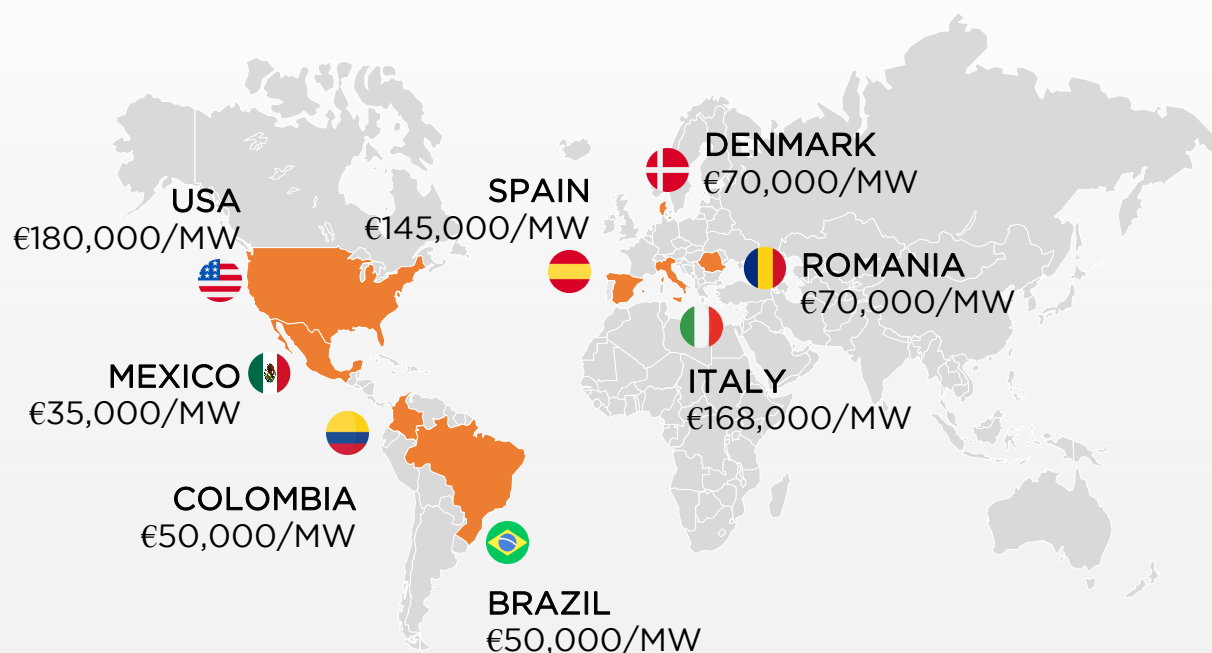 USA
€180,000/MW
SPAIN
€145,000/MW
DENMARK
€70,000/MW
ROMANIA
€70,000/MW
ITALY
€168,000/MW
MEXICO
€35,000/MW
COLOMBIA
€50,000/MW
BRAZIL
€50,000/MW